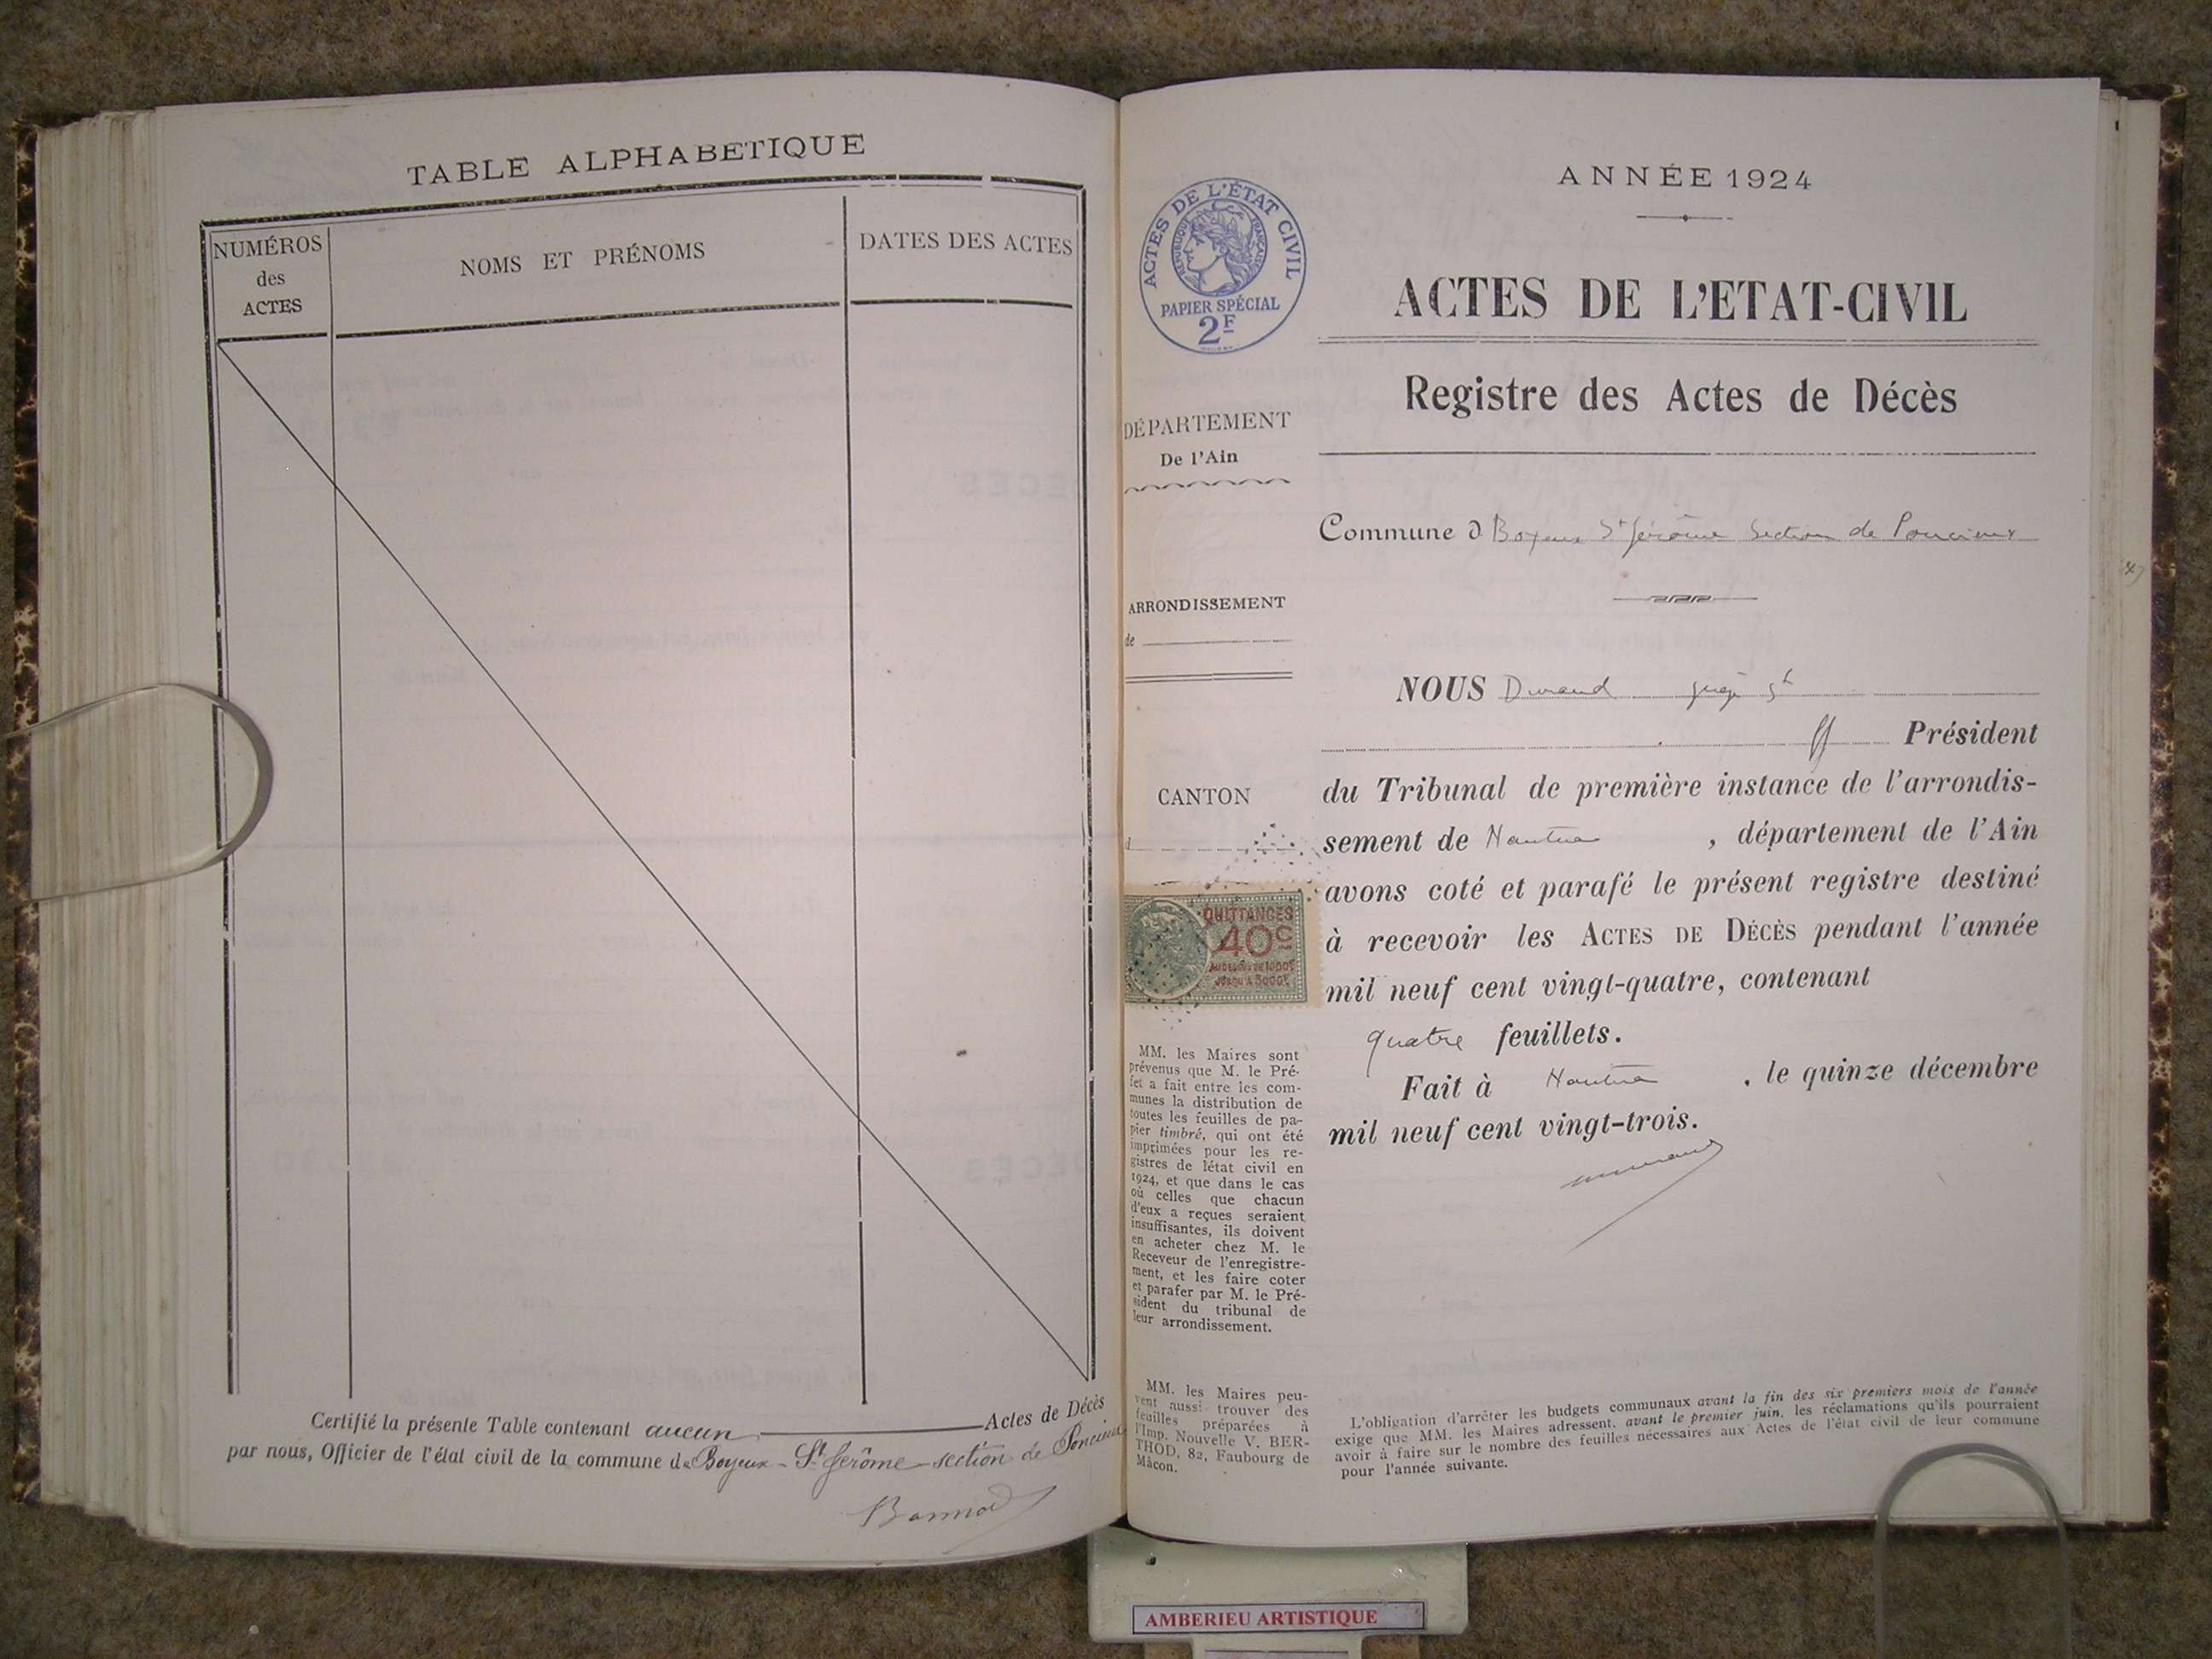 TABLE ALPHABETIQUE
NUMÉROS
des
ACTES
NOMS ET PRÉNOMS
DATES DES ACTES
Certifié la présente Table contenant aucun Actes de Décès
par nous, Officier de l'état civil de la commune de Boyeux-St Jérôme-section de Poncieux
ACTES DE L'ÉTAT CIVIL
RÉPUBLIQUE FRANÇAISE
PAPIER SPÉCIAL
2F
DÉPARTEMENT
De l'Ain
ARRONDISSEMENT
de
CANTON
d
QUITTANCES
40c
AU DESSUS DE 1000F
JUSQU'À 3000F
MM. les Maires sont
prévenus que M. le Pré-
fet a fait entre les com-
munes la distribution de
toutes les feuilles de pa-
pier timbré, qui ont été
imprimées pour les re-
gistres de létat civil en
1924, et que dans le cas
où celles que chacun
d'eux a reçues seraient
insuffisantes, ils doivent
en acheter chez M. le
Receveur de l'enregistre-
ment, et les faire coter
et parafer par M. le Pré-
sident du tribunal de
leur arrondissement.
MM. les Maires peu-
vent aussi trouver des
feuilles préparées à
l'Imp. Nouvelle V. BER-
THOD, 82, Faubourg de
Mâcon.
ANNÉE 1924
ACTES DE L'ETAT-CIVIL
Registre des Actes de Décès
Commune d Boyeux St Jérôme Section de Poncieux
NOUS Durand
Président
du Tribunal de première instance de l'arrondis-
sement de Nantua, département de l'Ain
avons coté et parafé le présent registre destiné
à recevoir les ACTES DE DÉCÈS pendant l'année
mil neuf cent vingt-quatre, contenant
quatre feuillets.
Fait à Nantua, le quinze décembre
mil neuf cent vingt-trois.
L'obligation d'arrêter les budgets communaux avant la fin des six premiers mois de l'année
exige que MM. les Maires adressent, avant le premier juin, les réclamations qu'ils pourraient
avoir à faire sur le nombre des feuilles nécessaires aux Actes de l'état civil de leur commune
pour l'année suivante.
AMBERIEU ARTISTIQUE